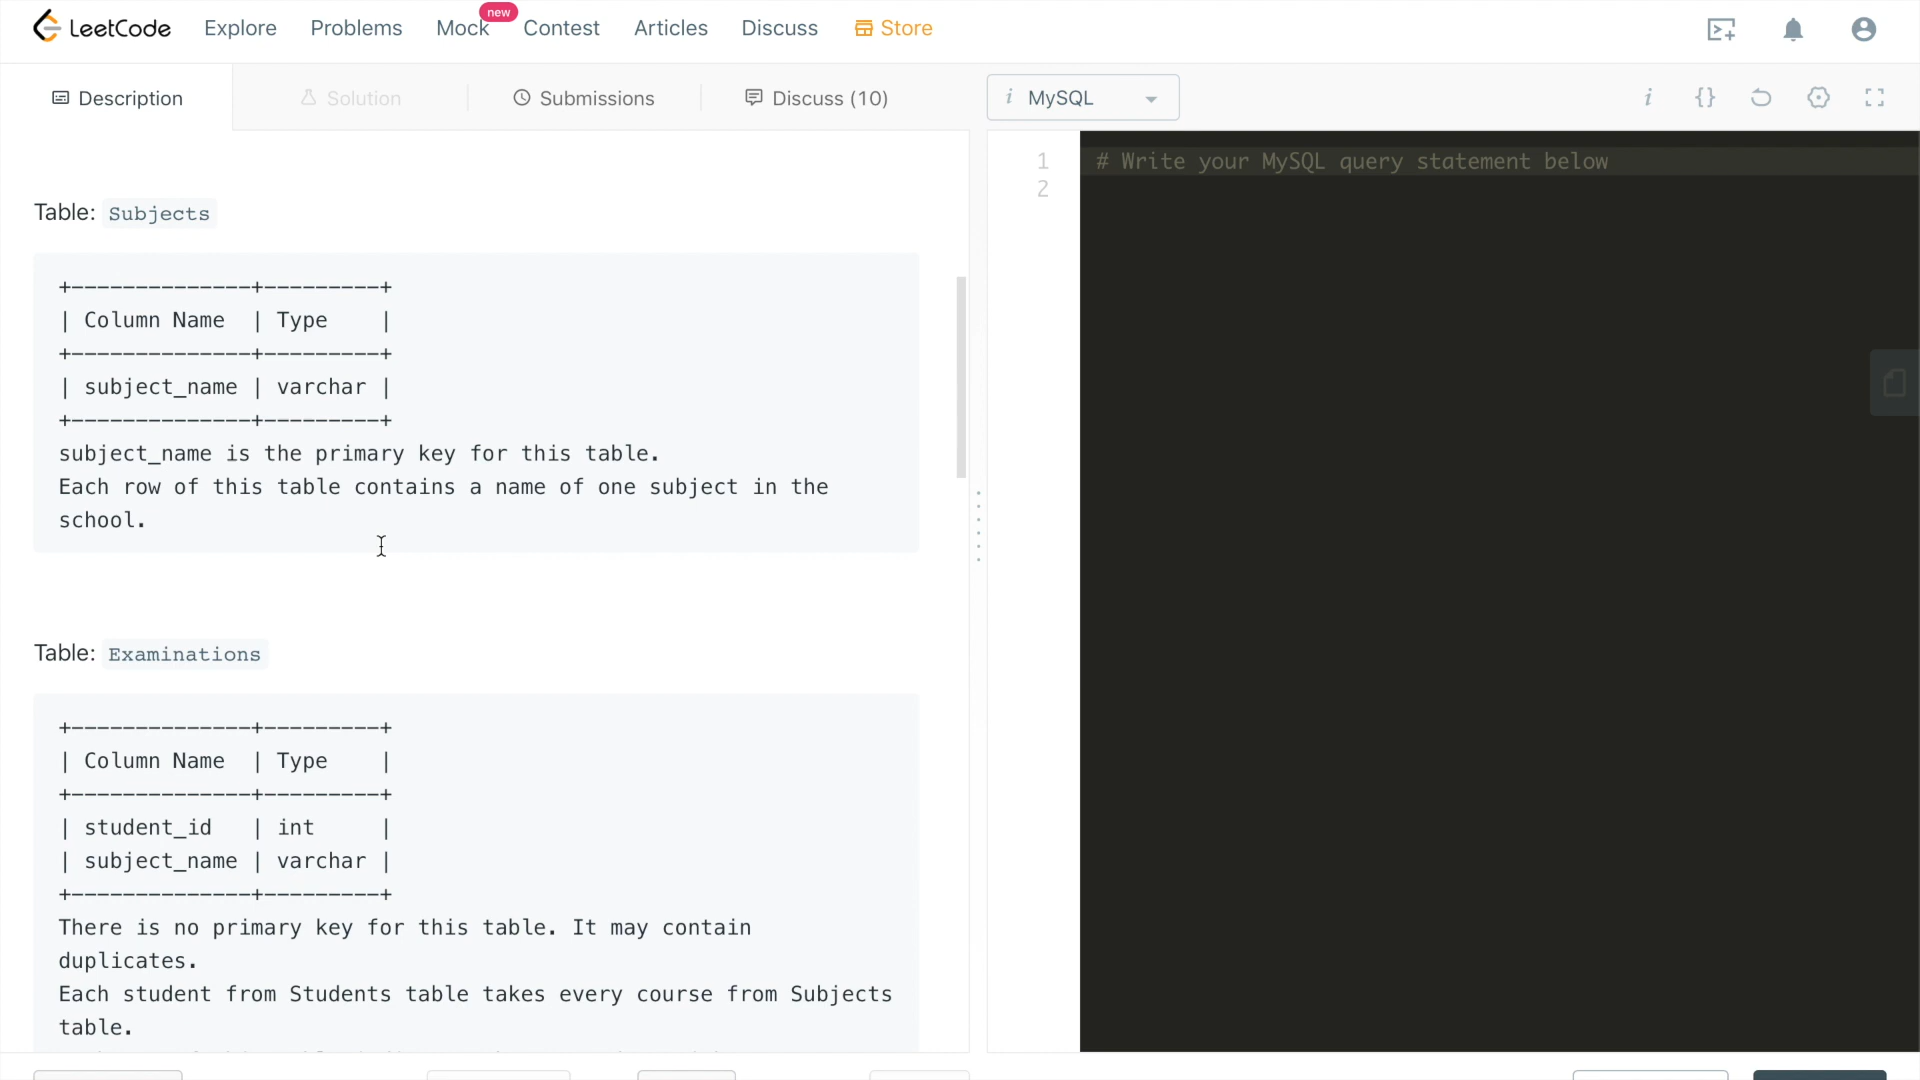 LeetCode Explore Problems Mock new Contest Articles Discuss Store
Description Solution Submissions Discuss (10) i MySQL
Table: Subjects
+--------------+---------+
| Column Name  | Type    |
+--------------+---------+
| subject_name | varchar |
+--------------+---------+
subject_name is the primary key for this table.
Each row of this table contains a name of one subject in the
school.
Table: Examinations
+--------------+---------+
| Column Name  | Type    |
+--------------+---------+
| student_id   | int     |
| subject_name | varchar |
+--------------+---------+
There is no primary key for this table. It may contain
duplicates.
Each student from Students table takes every course from Subjects
table.
1 # Write your MySQL query statement below
2